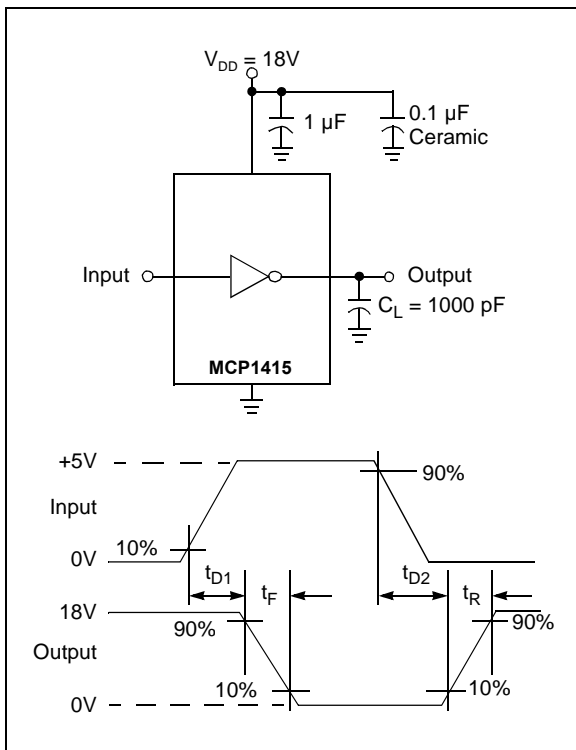 V_DD = 18V
1 µF
0.1 µF
Ceramic
Input
Output
C_L = 1000 pF
MCP1415
+5V
Input
0V
10%
90%
t_D1
t_F
t_D2
t_R
18V
90%
90%
Output
10%
10%
0V